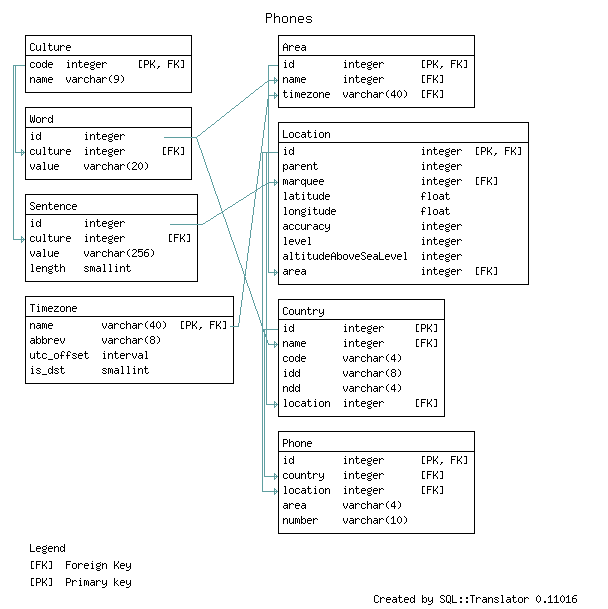 Phones
Culture
code integer [PK, FK]
name varchar(9)
Word
id integer
culture integer [FK]
value varchar(20)
Sentence
id integer
culture integer [FK]
value varchar(256)
length smallint
Timezone
name varchar(40) [PK, FK]
abbrev varchar(8)
utc_offset interval
is_dst smallint
Area
id integer [PK, FK]
name integer [FK]
timezone varchar(40) [FK]
Location
id integer [PK, FK]
parent integer
marquee integer [FK]
latitude float
longitude float
accuracy integer
level integer
altitudeAboveSeaLevel integer
area integer [FK]
Country
id integer [PK]
name integer [FK]
code varchar(4)
idd varchar(8)
ndd varchar(4)
location integer [FK]
Phone
id integer [PK, FK]
country integer [FK]
location integer [FK]
area varchar(4)
number varchar(10)
Legend
[FK] Foreign Key
[PK] Primary key
Created by SQL::Translator 0.11016